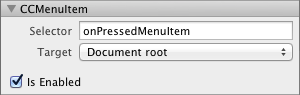 CCMenuItem
Selector onPressedMenuItem
Target Document root
Is Enabled